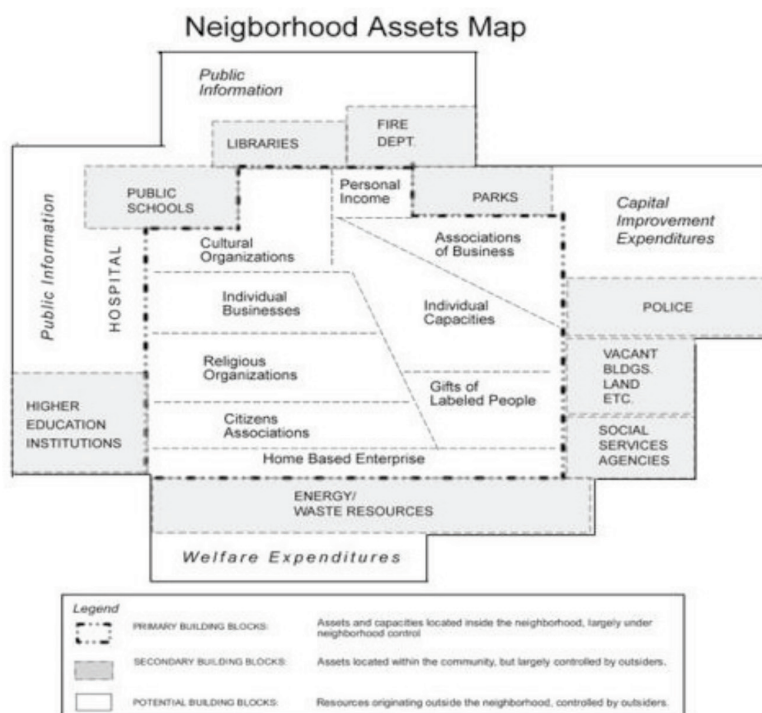 Neigborhood Assets Map
Public
Information
LIBRARIES
FIRE
DEPT.
PUBLIC
SCHOOLS
Personal
Income
PARKS
Capital
Improvement
Expenditures
Public Information
HOSPITAL
Cultural
Organizations
Associations
of Business
Individual
Businesses
Individual
Capacities
POLICE
Religious
Organizations
VACANT
BLDGS.
LAND
ETC.
Gifts of
Labeled People
HIGHER
EDUCATION
INSTITUTIONS
Citizens
Associations
SOCIAL
SERVICES
AGENCIES
Home Based Enterprise
ENERGY/
WASTE RESOURCES
Welfare Expenditures
Legend
PRIMARY BUILDING BLOCKS: Assets and capacities located inside the neighborhood, largely under
neighborhood control
SECONDARY BUILDING BLOCKS: Assets located within the community, but largely controlled by outsiders.
POTENTIAL BUILDING BLOCKS: Resources originating outside the neighborhood, controlled by outsiders.